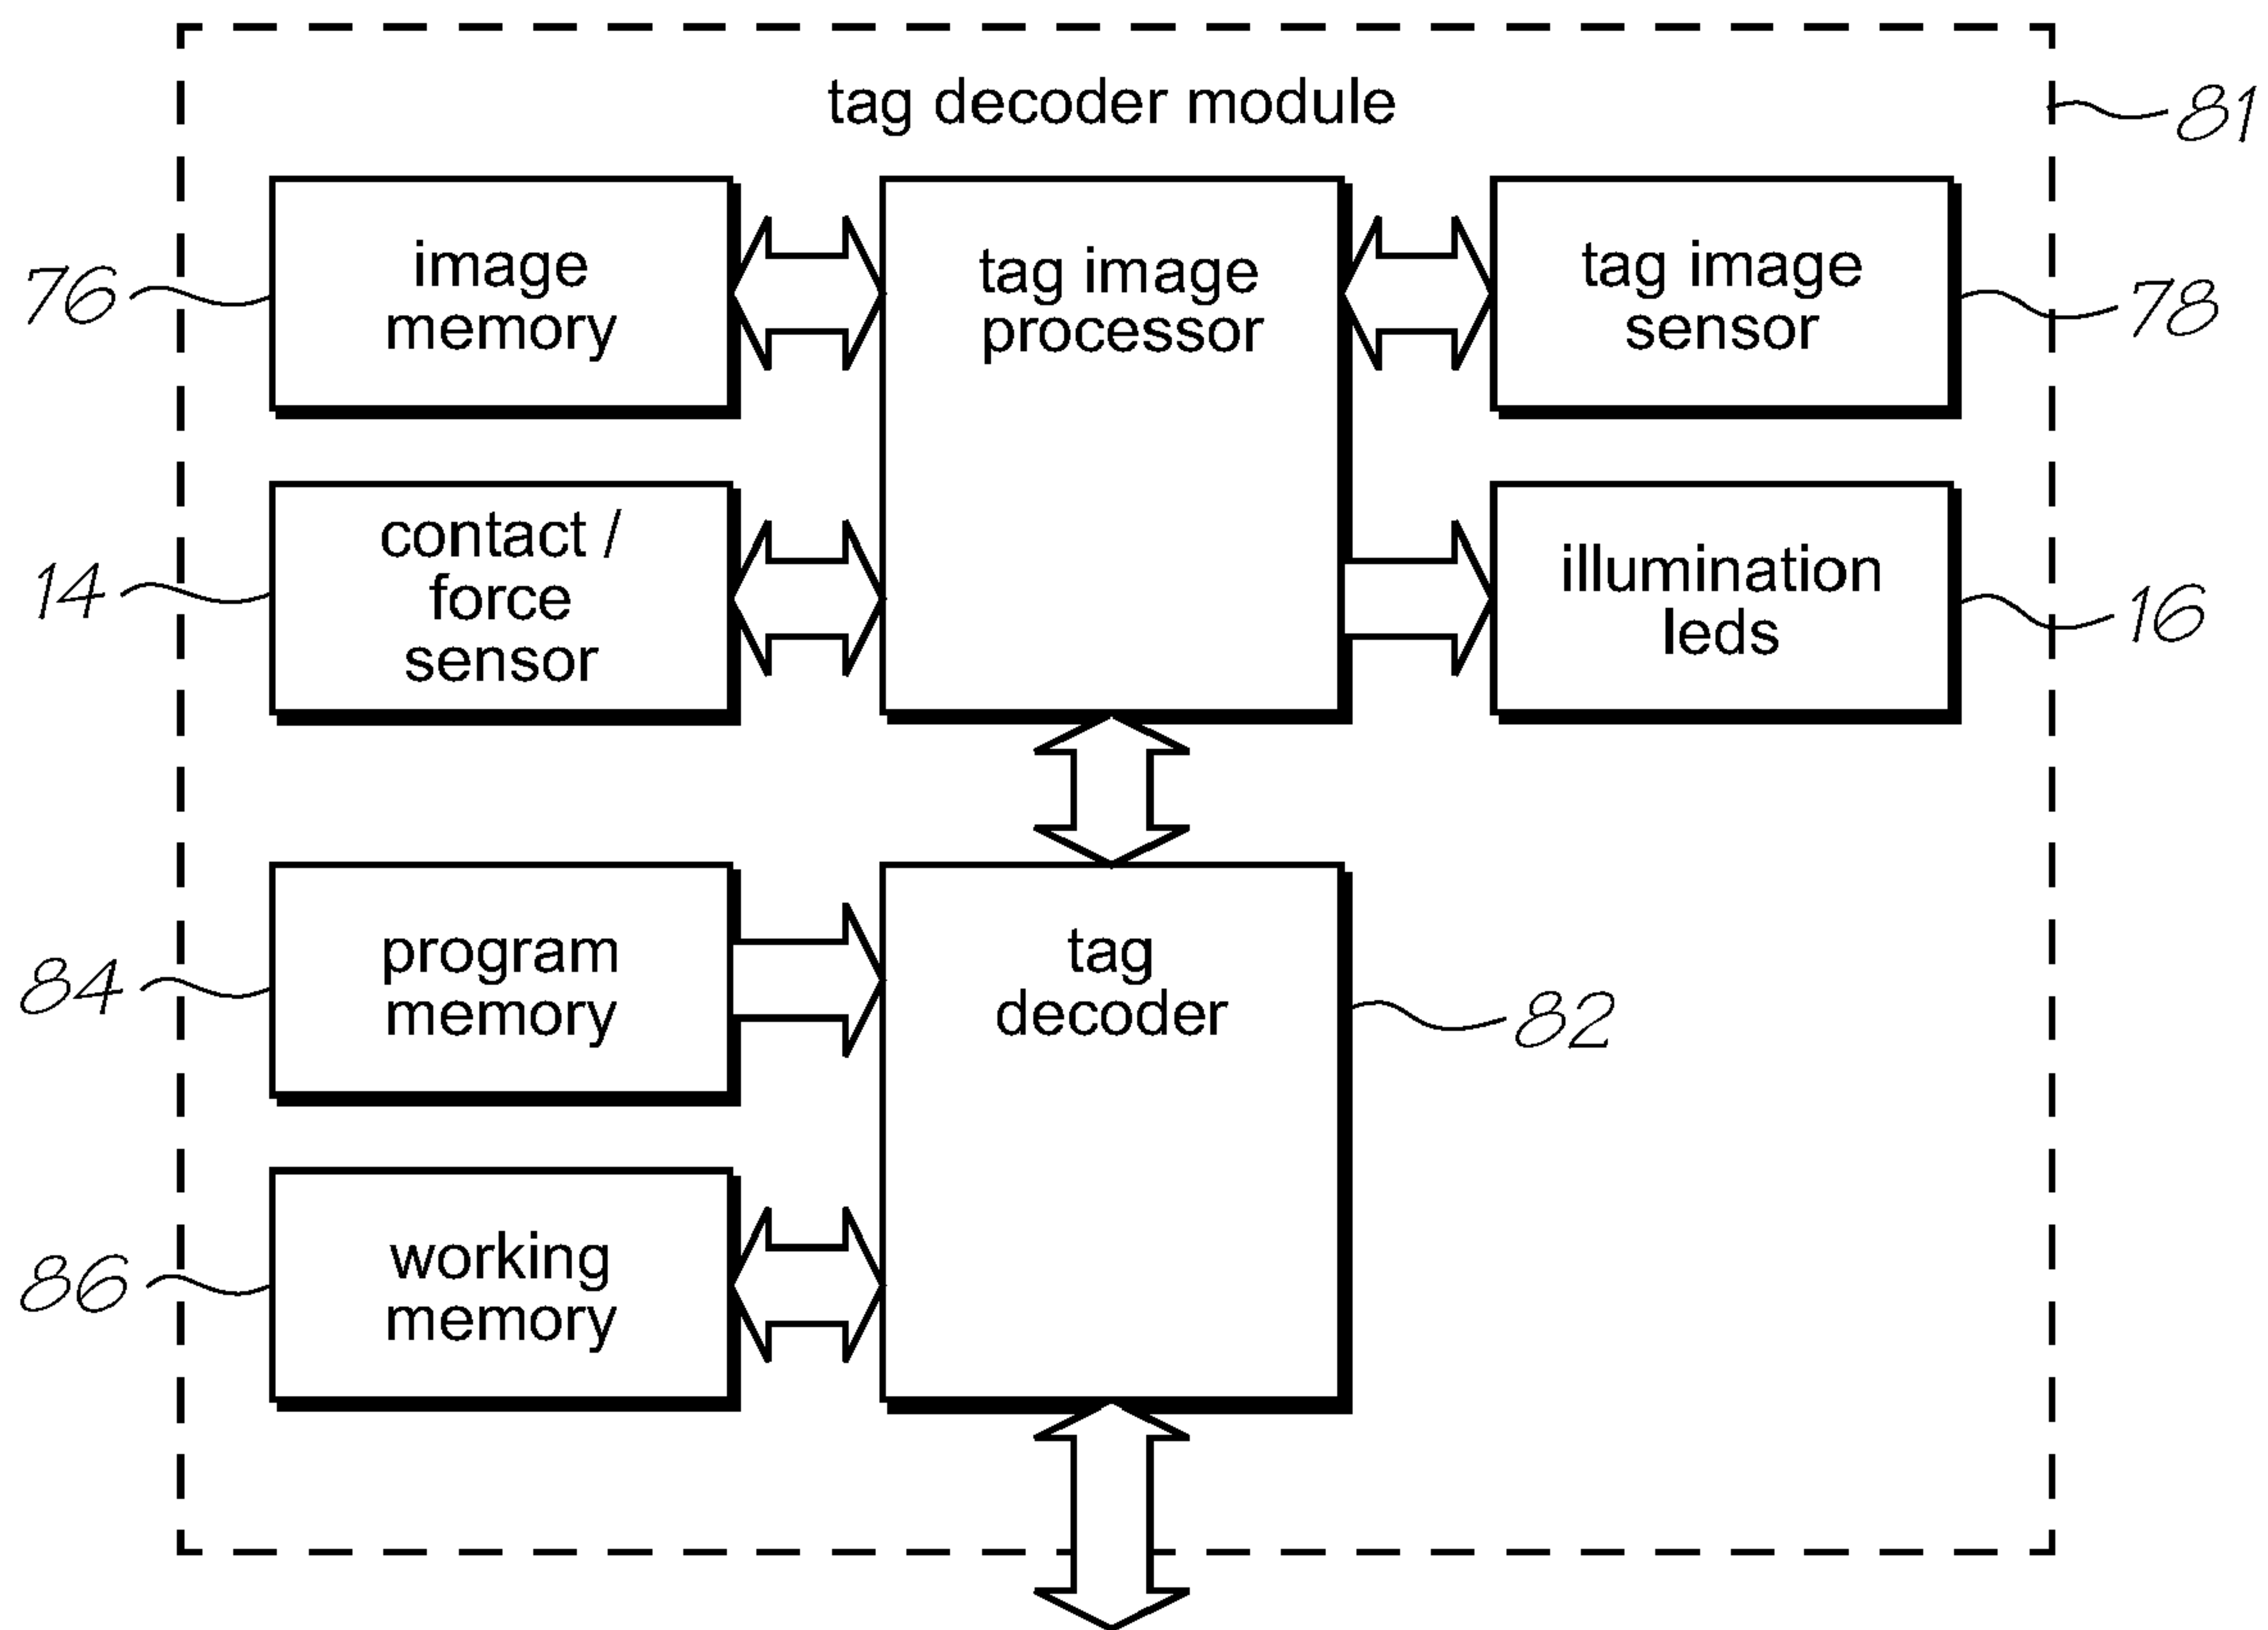 tag decoder module
81
76
image
memory
tag image
processor
tag image
sensor
78
14
contact /
force
sensor
illumination
leds
16
84
program
memory
tag
decoder
82
86
working
memory